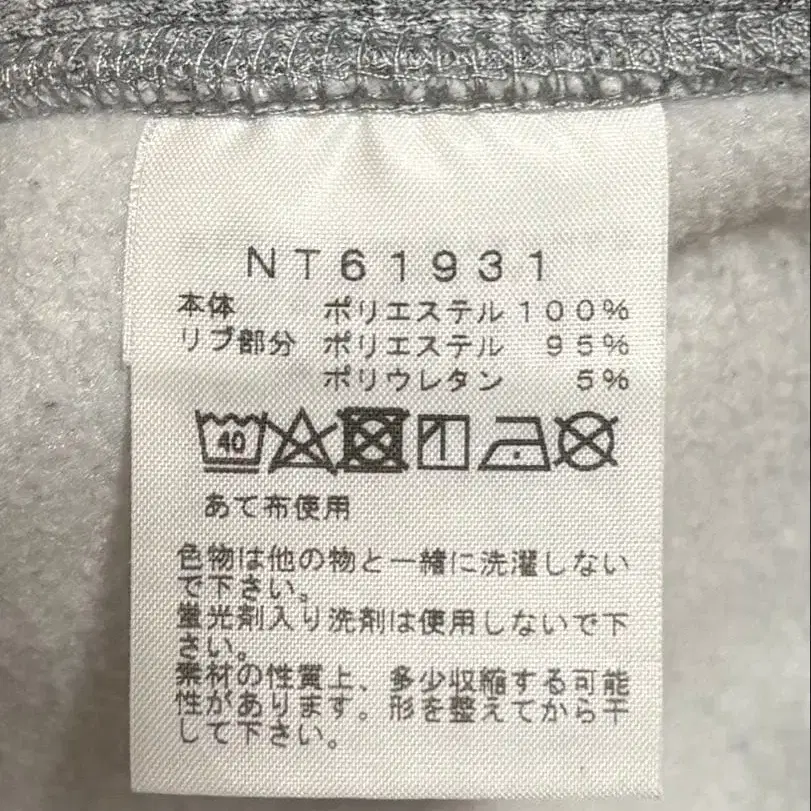 NT61931
本体 ポリエステル 100%
リブ部分 ポリエステル 95%
ポリウレタン 5%
40
あて布使用
色物は他の物と一緒に洗濯しない
で下さい。
蛍光剤入り洗剤は使用しないで下
さい。
素材の性質上、多少収縮する可能
性があります。形を整えてから干
して下さい。